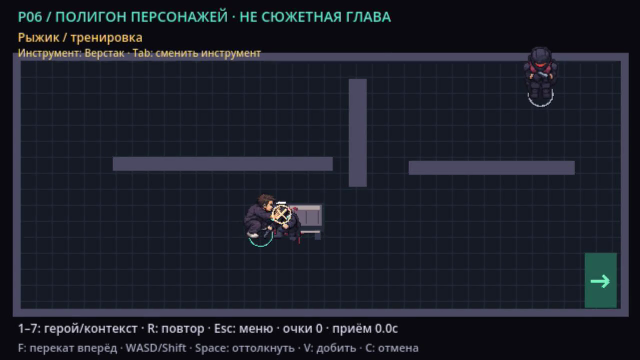 P06 / ПОЛИГОН ПЕРСОНАЖЕЙ · НЕ СЮЖЕТНАЯ ГЛАВА
Рыжик / тренировка
Инструмент: Верстак · Tab: сменить инструмент
1–7: герой/контекст · R: повтор · Esc: меню · очки 0 · приём 0.0с
F: перекат вперёд · WASD/Shift · Space: оттолкнуть · V: добить · C: отмена